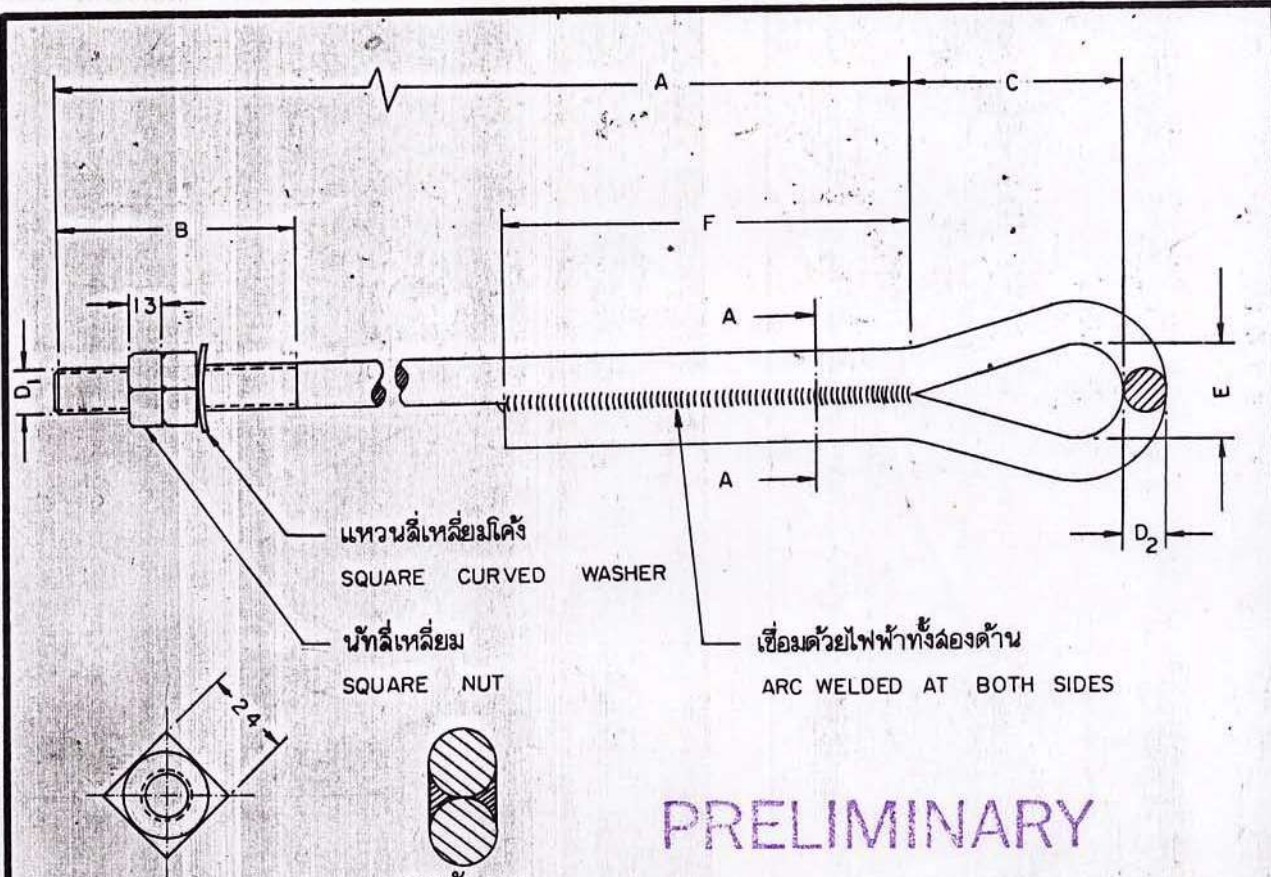 A
C
B
F
13
A
D1
E
A
D2
แหวนสี่เหลี่ยมโค้ง
SQUARE CURVED WASHER
นัทสี่เหลี่ยม
SQUARE NUT
เชื่อมด้วยไฟฟ้าทั้งสองด้าน
ARC WELDED AT BOTH SIDES
24
PRELIMINARY